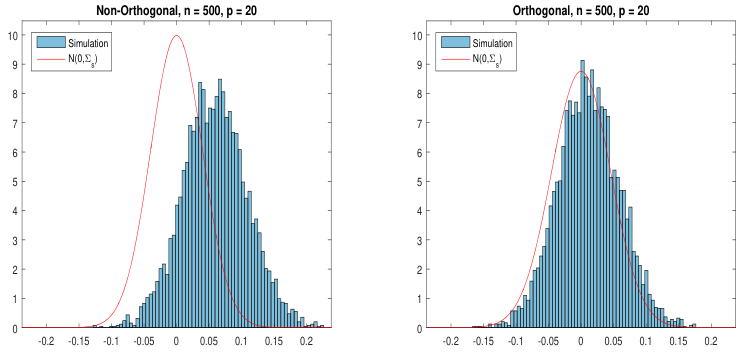 Non-Orthogonal, n = 500, p = 20
Simulation
N(0,Σs)
10
9
8
7
6
5
4
3
2
1
0
-0.2 -0.15 -0.1 -0.05 0 0.05 0.1 0.15 0.2
Orthogonal, n = 500, p = 20
Simulation
N(0,Σs)
10
9
8
7
6
5
4
3
2
1
0
-0.2 -0.15 -0.1 -0.05 0 0.05 0.1 0.15 0.2